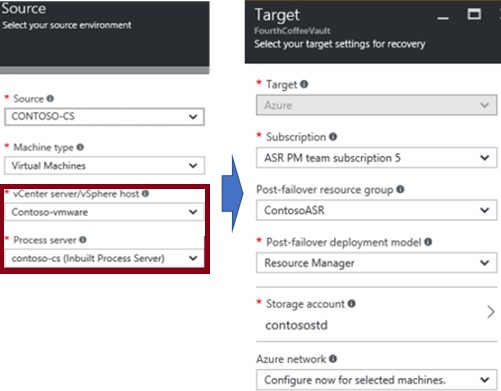 Source
Select your source environment
* Source
CONTOSO-CS
* Machine type
Virtual Machines
* vCenter server/vSphere host
Contoso-vmware
* Process server
contoso-cs (Inbuilt Process Server)
Target
FourthCoffeeVault
Select your target settings for recovery
* Target
Azure
* Subscription
ASR PM team subscription 5
Post-failover resource group
ContosoASR
* Post-failover deployment model
Resource Manager
* Storage account
contosostd
Azure network
Configure now for selected machines.